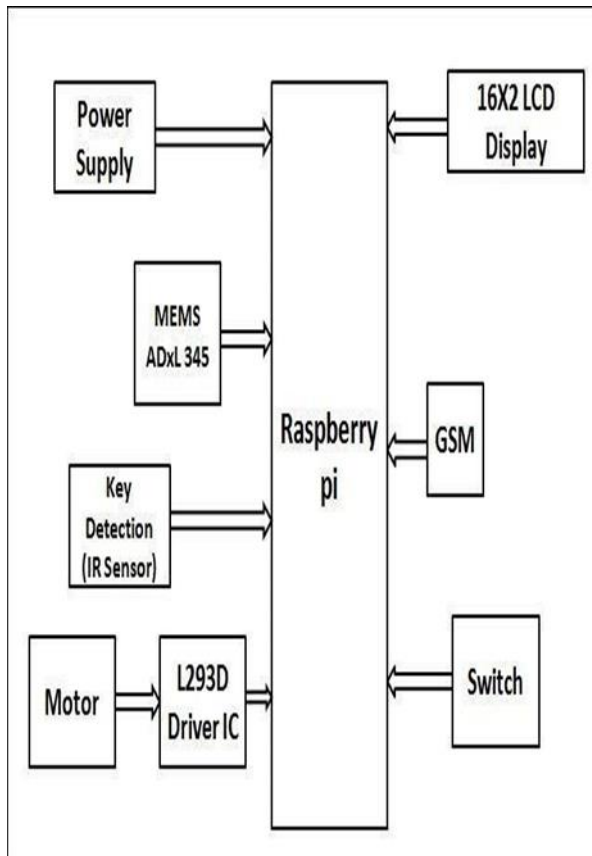 Power
Supply
16X2 LCD
Display
MEMS
ADxL 345
Raspberry
pi
GSM
Key
Detection
(IR Sensor)
Motor
L293D
Driver IC
Switch